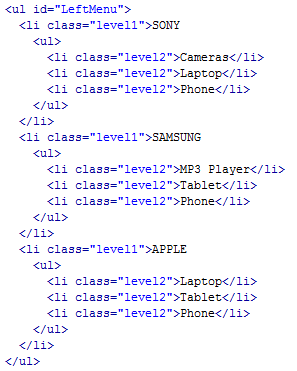 <ul id="LeftMenu">
  <li class="level1">SONY
    <ul>
      <li class="level2">Cameras</li>
      <li class="level2">Laptop</li>
      <li class="level2">Phone</li>
    </ul>
  </li>
  <li class="level1">SAMSUNG
    <ul>
      <li class="level2">MP3 Player</li>
      <li class="level2">Tablet</li>
      <li class="level2">Phone</li>
    </ul>
  </li>
  <li class="level1">APPLE
    <ul>
      <li class="level2">Laptop</li>
      <li class="level2">Tablet</li>
      <li class="level2">Phone</li>
    </ul>
  </li>
</ul>